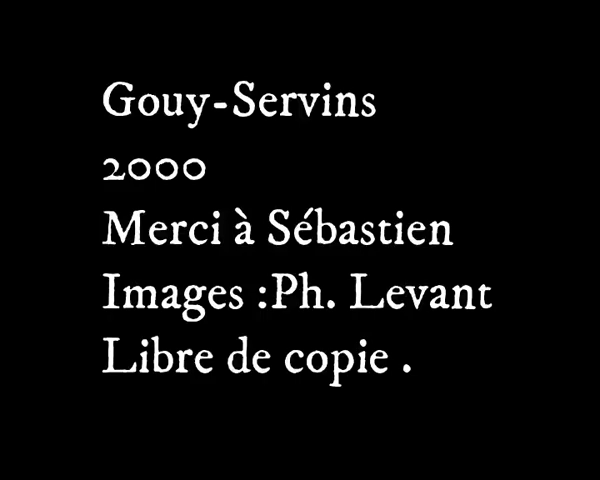 Gouy-Servins
2000
Merci à Sébastien
Images :Ph. Levant
Libre de copie .